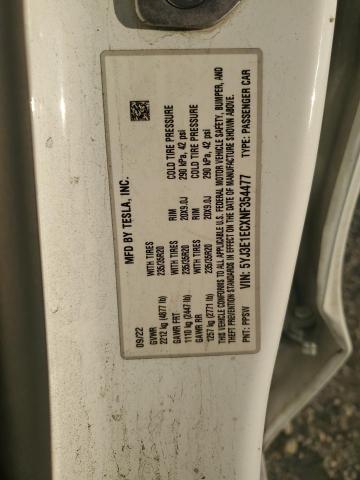 MFD BY TESLA, INC.
09/22
GVWR
2212 kg (4877 lb)
WITH TIRES
235/35R20
RIM
20X9.0J
COLD TIRE PRESSURE
290 kPa, 42 psi
GAWR FRT
1110 kg (2447 lb)
WITH TIRES
235/35R20
RIM
20X9.0J
COLD TIRE PRESSURE
290 kPa, 42 psi
GAWR RR
1257 kg (2771 lb)
THIS VEHICLE CONFORMS TO ALL APPLICABLE U.S. FEDERAL MOTOR VEHICLE SAFETY, BUMPER, AND
THEFT PREVENTION STANDARDS IN EFFECT ON THE DATE OF MANUFACTURE SHOWN ABOVE.
VIN: 5YJ3E1ECXNF354477
PNT: PPSW
TYPE: PASSENGER CAR